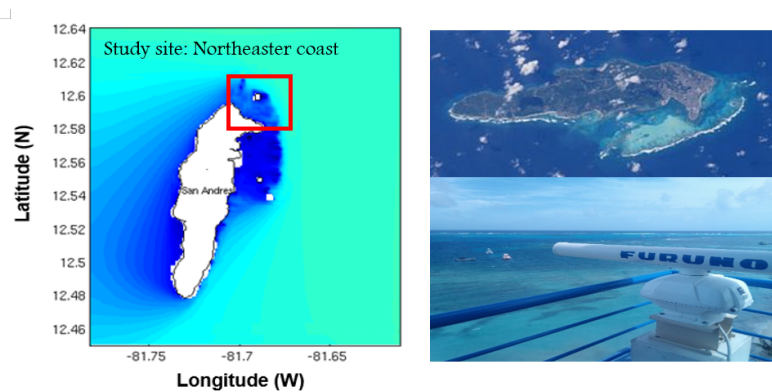 Study site: Northeaster coast
12.64
12.62
12.6
12.58
12.56
12.54
12.52
12.5
12.48
12.46
Latitude (N)
San Andres
-81.75
-81.7
-81.65
Longitude (W)
FURUNO